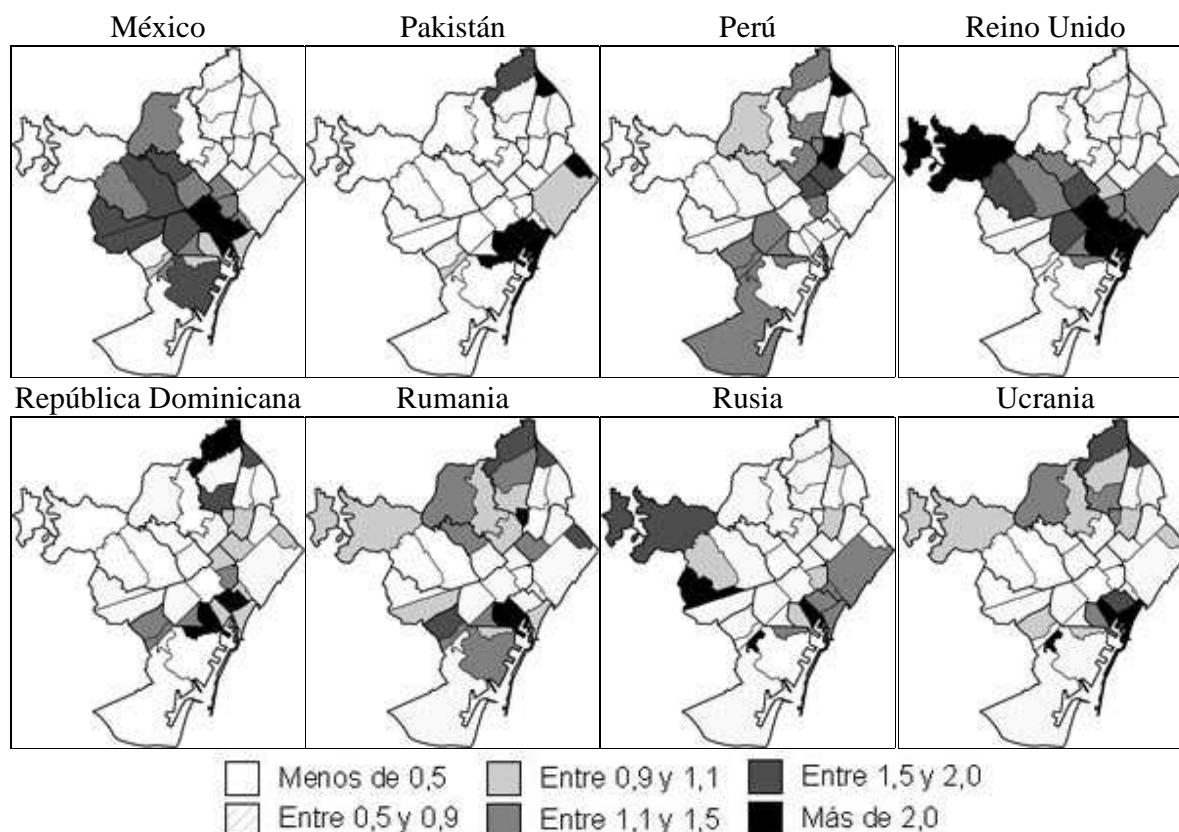 México Pakistán Perú Reino Unido
República Dominicana Rumania Rusia Ucrania
Menos de 0,5 Entre 0,9 y 1,1 Entre 1,5 y 2,0
Entre 0,5 y 0,9 Entre 1,1 y 1,5 Más de 2,0